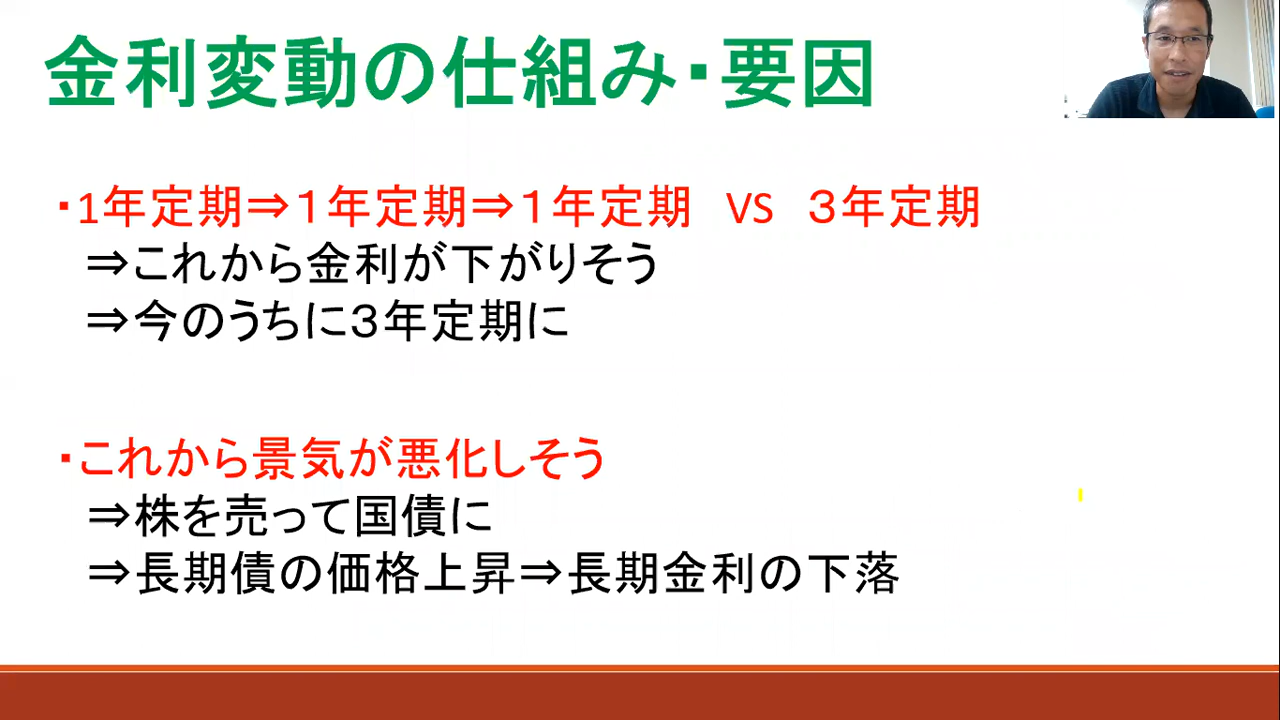 金利変動の仕組み・要因
・1年定期⇒１年定期⇒１年定期　VS　３年定期
⇒これから金利が下がりそう
⇒今のうちに３年定期に
・これから景気が悪化しそう
⇒株を売って国債に
⇒長期債の価格上昇⇒長期金利の下落